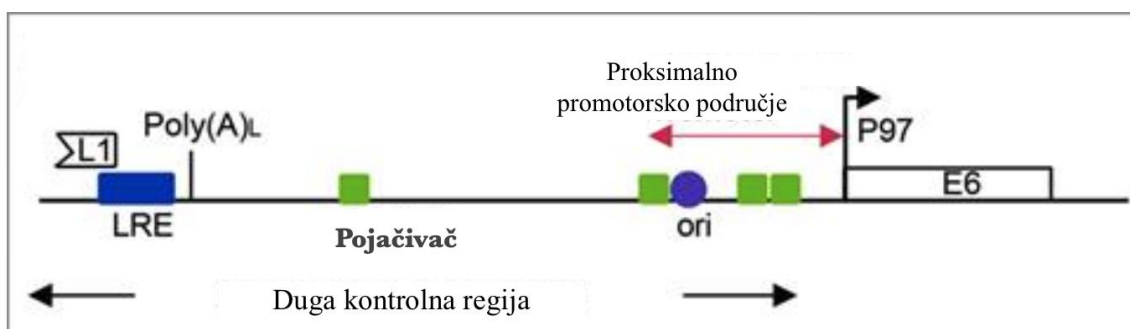 Proksimalno
promotorsko područje
Poly(A)L
P97
L1
E6
LRE
ori
Pojačivač
Duga kontrolna regija